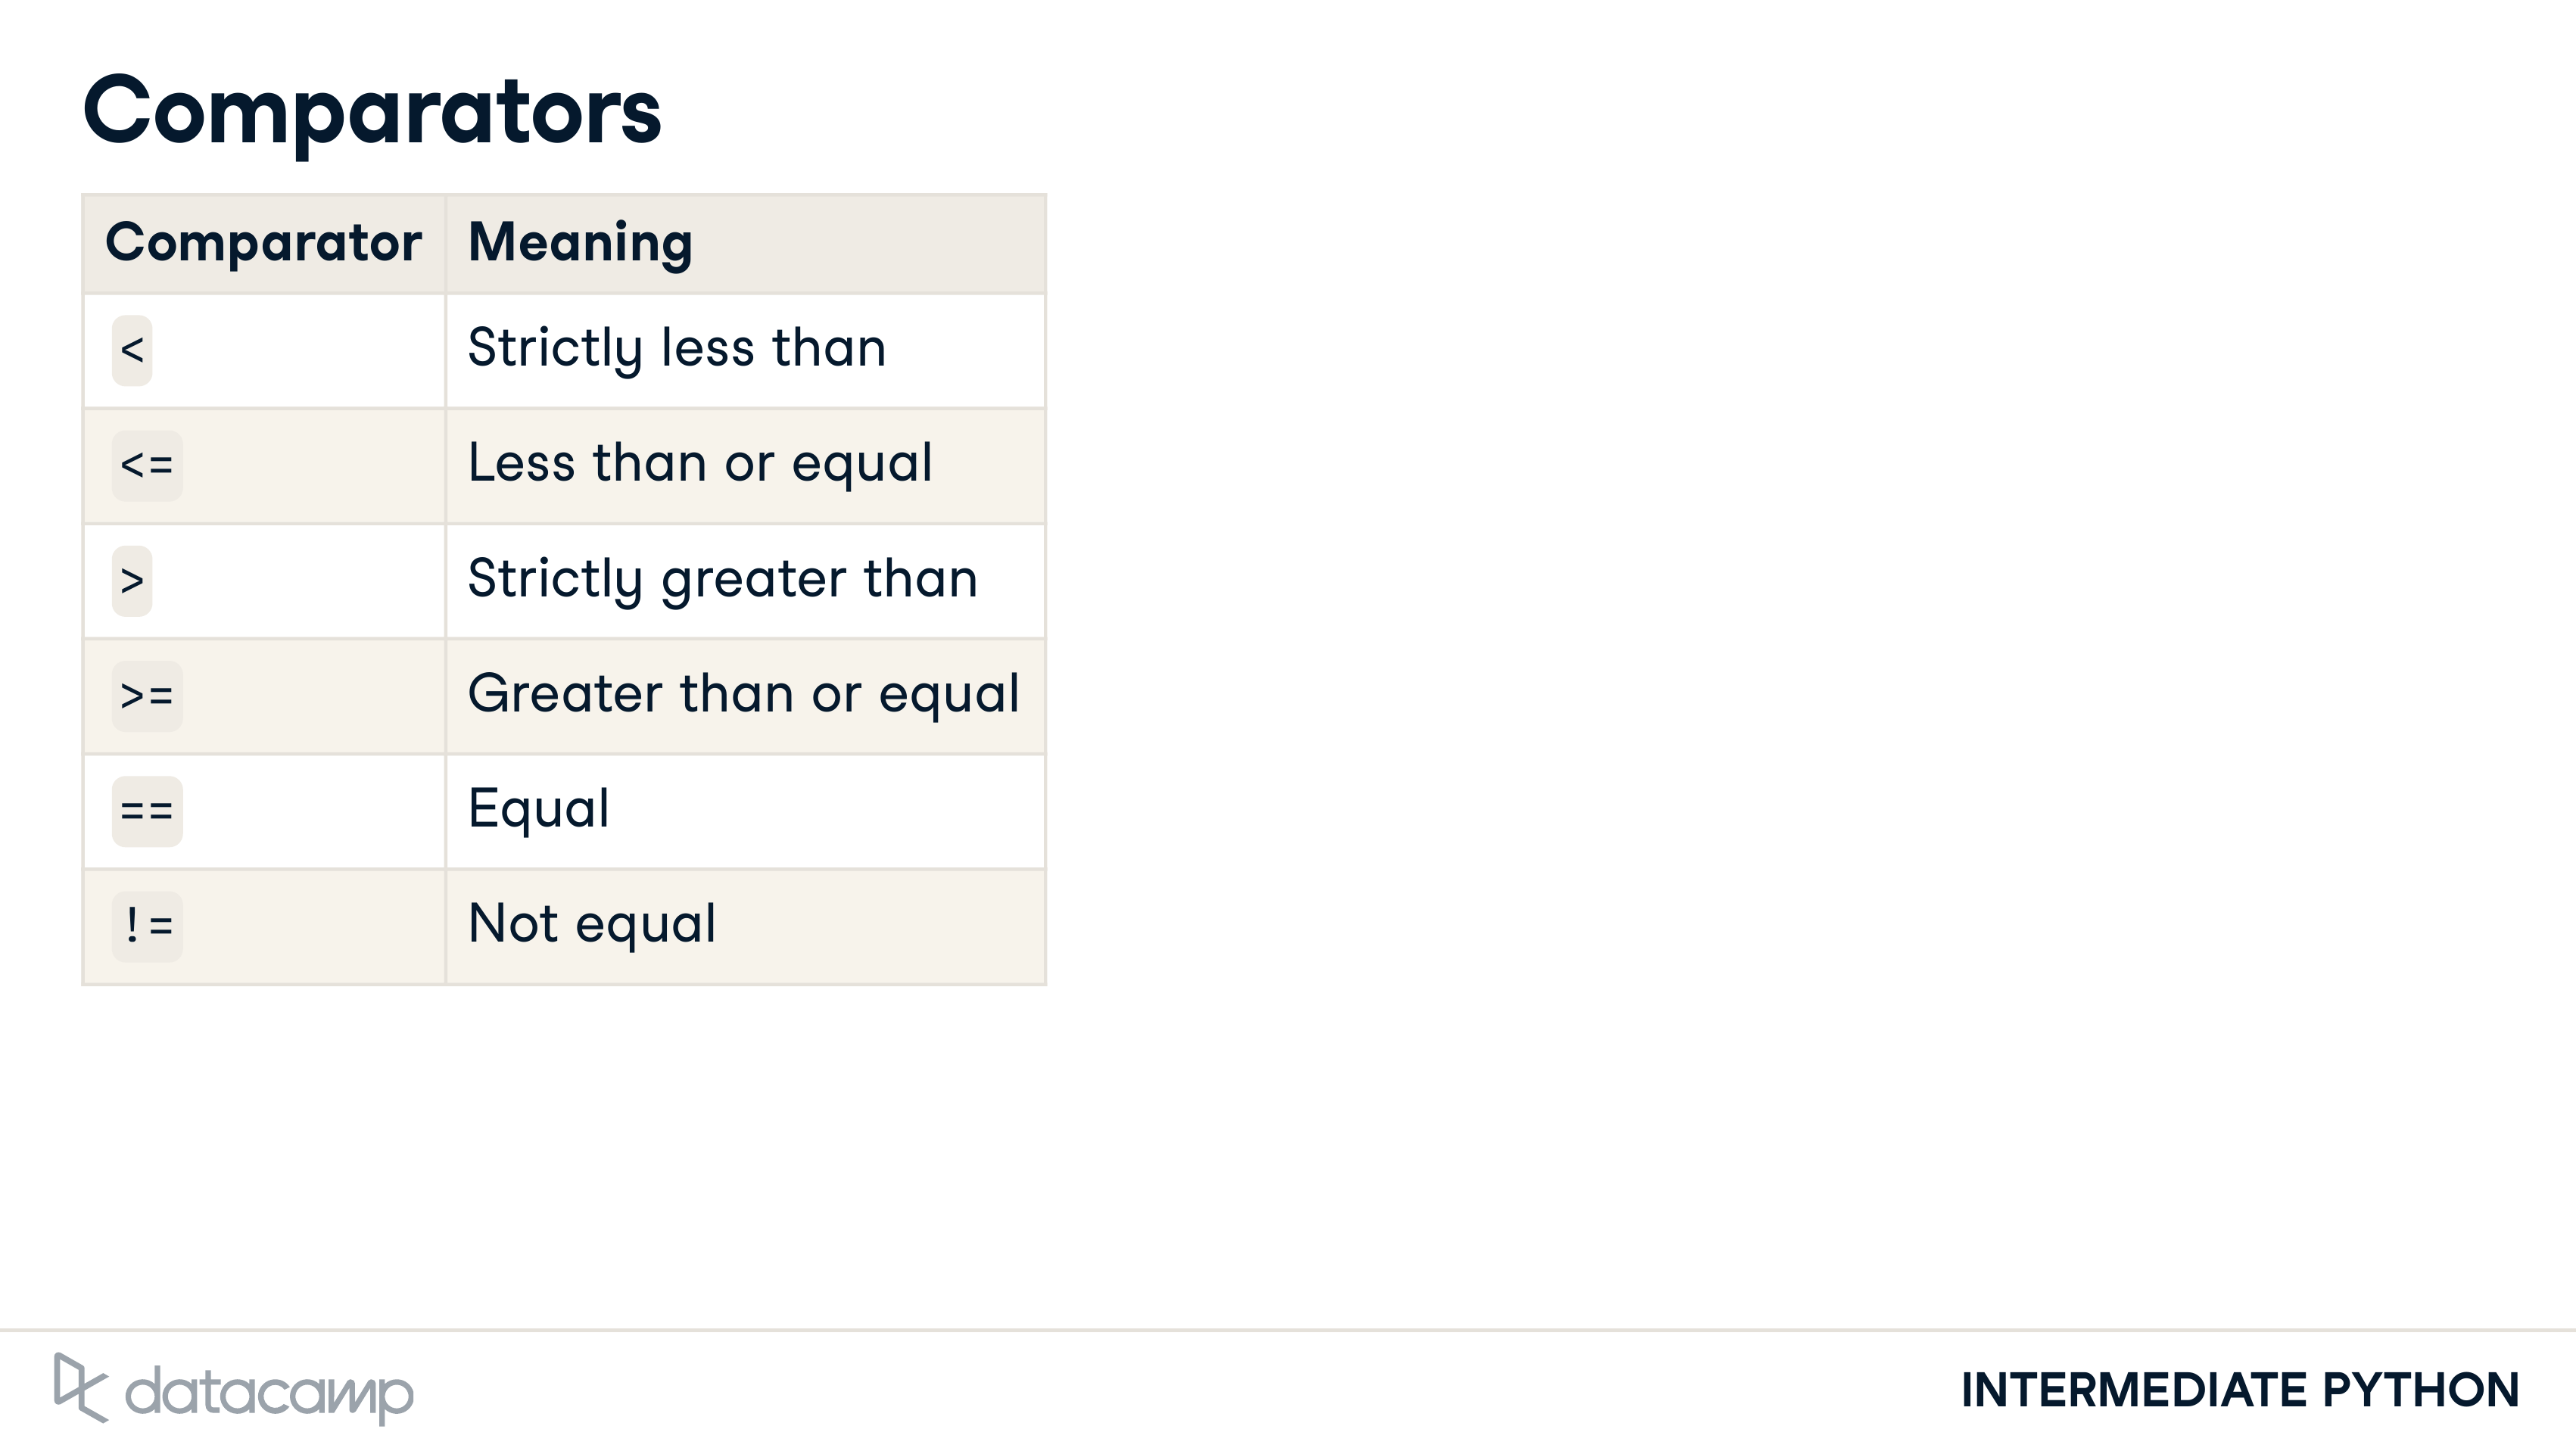 Comparators
Comparator Meaning
< Strictly less than
<= Less than or equal
> Strictly greater than
>= Greater than or equal
== Equal
!= Not equal
datacamp INTERMEDIATE PYTHON